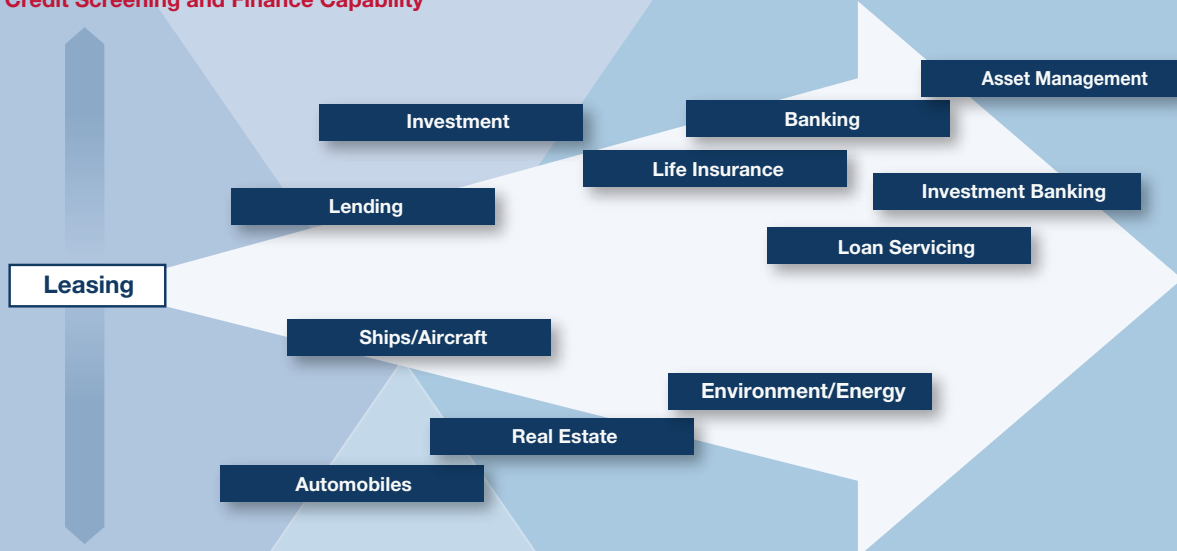 Credit Screening and Finance Capability
Asset Management
Investment
Banking
Life Insurance
Investment Banking
Lending
Loan Servicing
Leasing
Ships/Aircraft
Environment/Energy
Real Estate
Automobiles